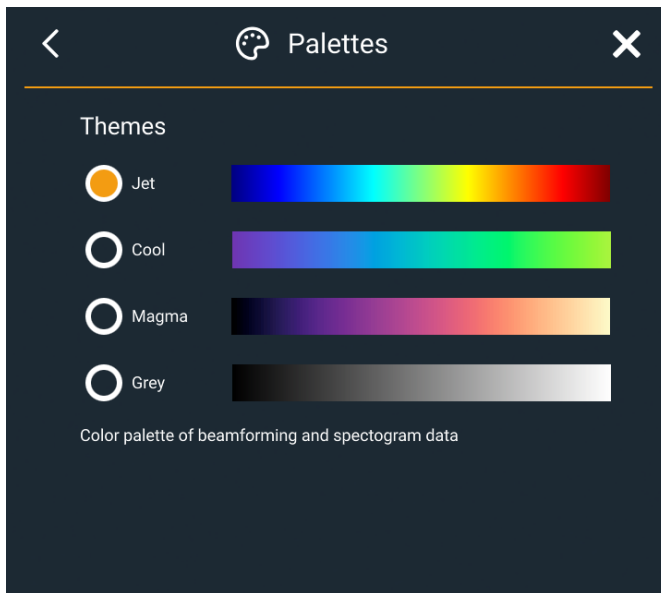 Palettes
Themes
Jet
Cool
Magma
Grey
Color palette of beamforming and spectogram data